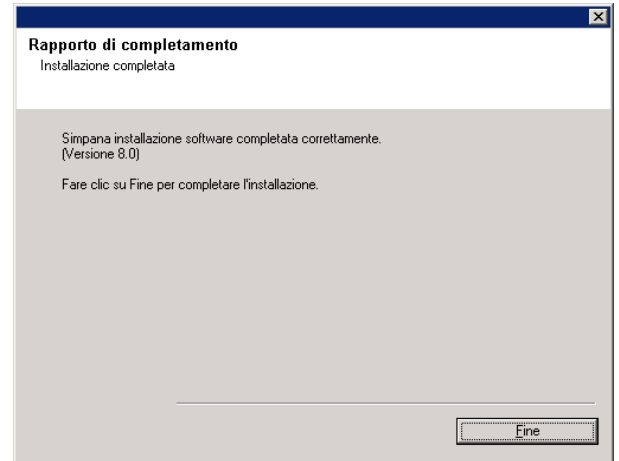 Rapporto di completamento
Installazione completata
Simpana installazione software completata correttamente.
(Versione 8.0)
Fare clic su Fine per completare l'installazione.
Fine